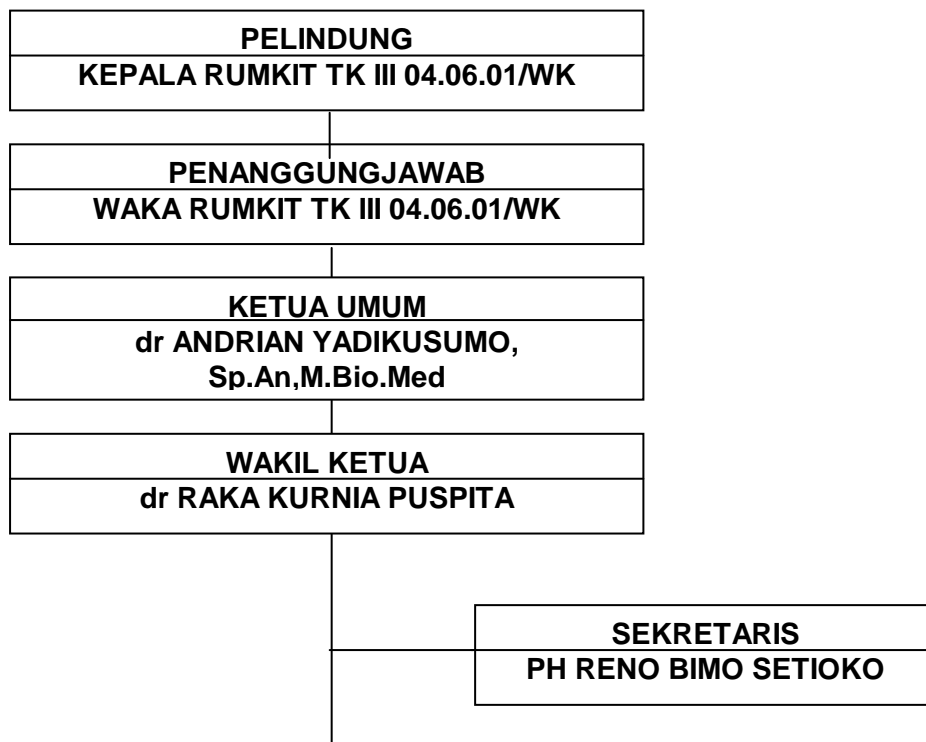 PELINDUNG
KEPALA RUMKIT TK III 04.06.01/WK
PENANGGUNGJAWAB
WAKA RUMKIT TK III 04.06.01/WK
KETUA UMUM
dr ANDRIAN YADIKUSUMO,
Sp.An,M.Bio.Med
WAKIL KETUA
dr RAKA KURNIA PUSPITA
SEKRETARIS
PH RENO BIMO SETIOKO